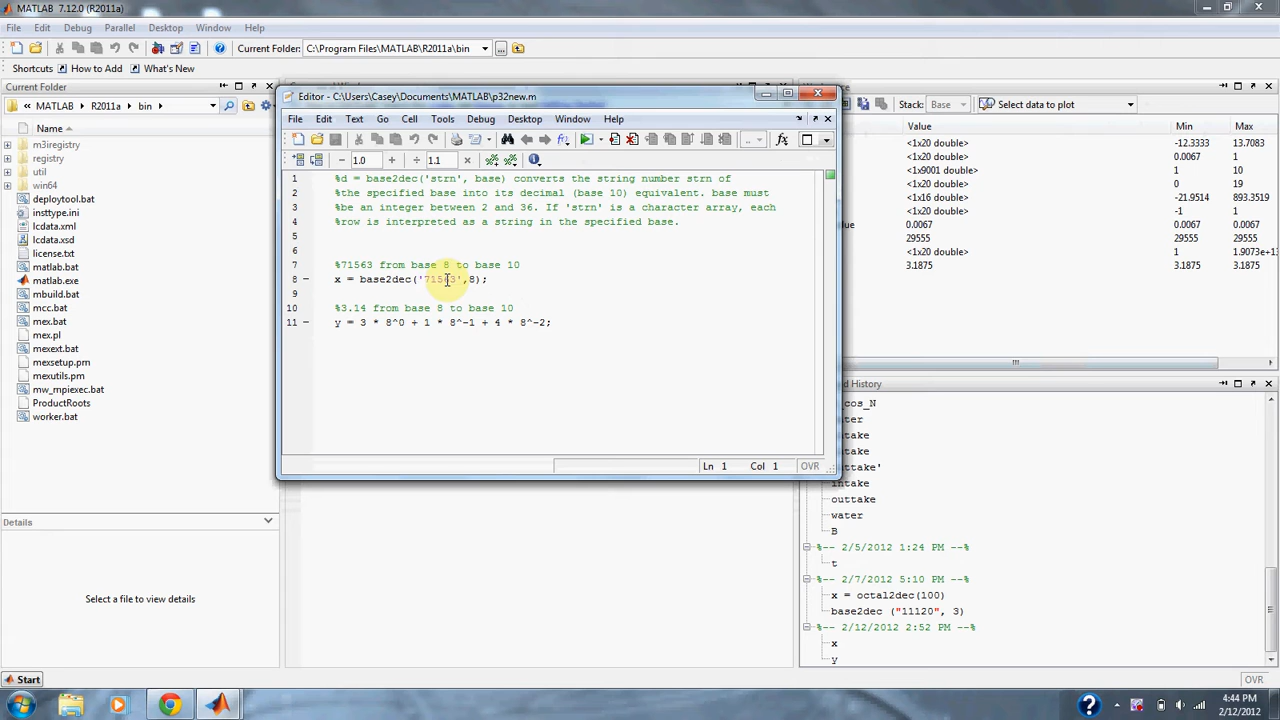 MATLAB 7.12.0 (R2011a)
File Edit Debug Parallel Desktop Window Help
Current Folder: C:\Program Files\MATLAB\R2011a\bin
Shortcuts How to Add What's New
Current Folder
« MATLAB ▸ R2011a ▸ bin ▸
Name
m3iregistry
registry
util
win64
deploytool.bat
insttype.ini
lcdata.xml
lcdata.xsd
license.txt
matlab.bat
matlab.exe
mbuild.bat
mcc.bat
mex.bat
mex.pl
mexext.bat
mexsetup.pm
mexutils.pm
mw_mpiexec.bat
ProductRoots
worker.bat
Details
Select a file to view details
Editor - C:\Users\Casey\Documents\MATLAB\p32new.m
File Edit Text Go Cell Tools Debug Desktop Window Help
1.0 1.1
1 %d = base2dec('strn', base) converts the string number strn of
2 %the specified base into its decimal (base 10) equivalent. base must
3 %be an integer between 2 and 36. If 'strn' is a character array, each
4 %row is interpreted as a string in the specified base.
5
6
7 %71563 from base 8 to base 10
8 – x = base2dec('71563',8);
9
10 %3.14 from base 8 to base 10
11 – y = 3 * 8^0 + 1 * 8^-1 + 4 * 8^-2;
Ln 1 Col 1 OVR
Stack: Base Select data to plot
Value Min Max
<1x20 double> -12.3333 13.7083
<1x20 double> 0.0067 1
<1x9001 double> 1 10
<1x20 double> 0 19
<1x16 double> -21.9514 893.3519
<1x20 double> -1 1
0.0067 0.0067 0.0067
29555 29555 29555
<1x20 double> 1 1.9073e+13
3.1875 3.1875 3.1875
d History
_cos_N
intake
outtake
water
B
%-- 2/5/2012 1:24 PM --%
t
%-- 2/7/2012 5:10 PM --%
x = octal2dec(100)
base2dec ("11120", 3)
%-- 2/12/2012 2:52 PM --%
x
y
Start OVR
4:44 PM
2/12/2012